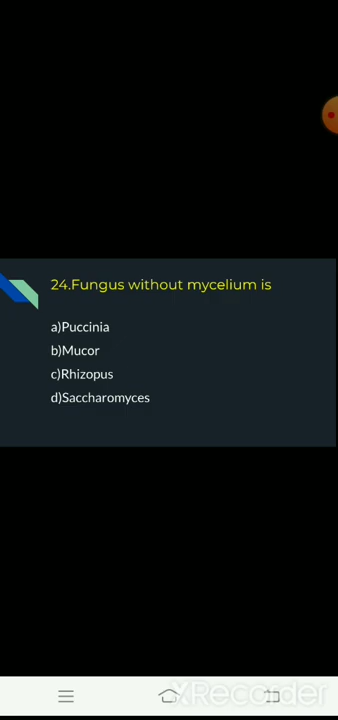 24.Fungus without mycelium is
a)Puccinia
b)Mucor
c)Rhizopus
d)Saccharomyces
XRecorder